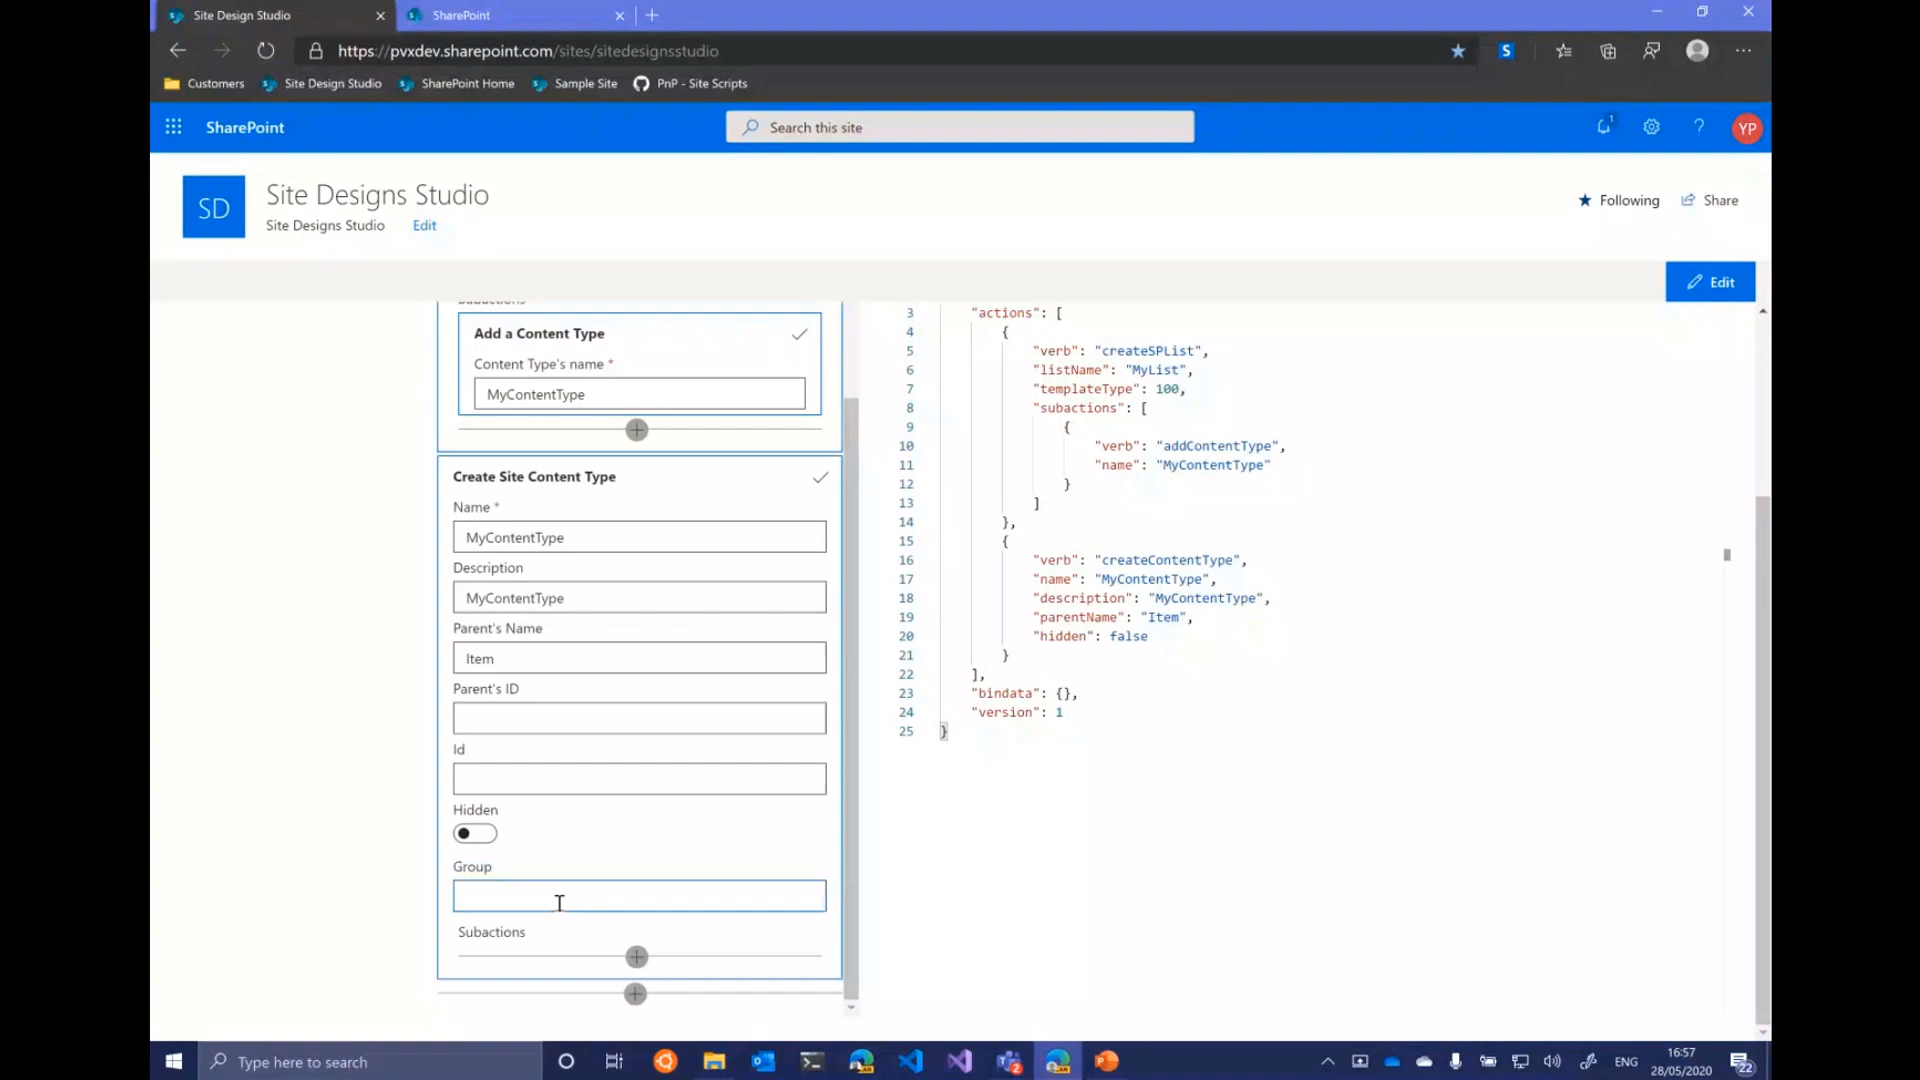 Site Design Studio
SharePoint
https://pvxdev.sharepoint.com/sites/sitedesignsstudio
S
Customers
Site Design Studio
SharePoint Home
Sample Site
PnP - Site Scripts
SharePoint
Search this site
1
?
YP
SD
Site Designs Studio
Site Designs Studio
Edit
Following
Share
Edit
Subactions
Add a Content Type
Content Type's name *
MyContentType
Create Site Content Type
Name *
MyContentType
Description
MyContentType
Parent's Name
Item
Parent's ID
Id
Hidden
Group
Subactions
3 "actions": [
4 {
5 "verb": "createSPList",
6 "listName": "MyList",
7 "templateType": 100,
8 "subactions": [
9 {
10 "verb": "addContentType",
11 "name": "MyContentType"
12 }
13 ]
14 },
15 {
16 "verb": "createContentType",
17 "name": "MyContentType",
18 "description": "MyContentType",
19 "parentName": "Item",
20 "hidden": false
21 }
22 ],
23 "bindata": {},
24 "version": 1
25 }
Type here to search
2
ENG
16:57
28/05/2020
22